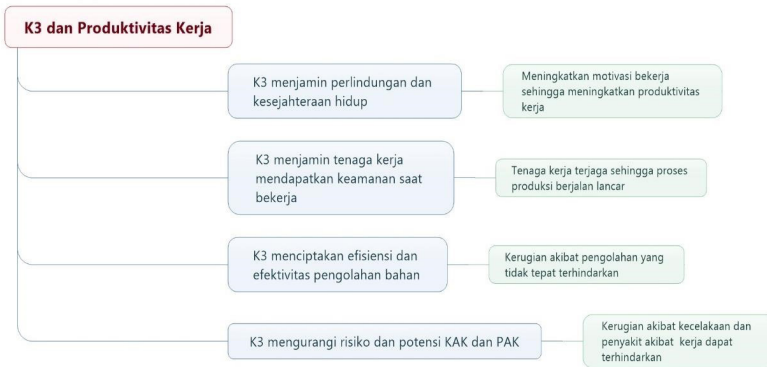 K3 dan Produktivitas Kerja
K3 menjamin perlindungan dan
kesejahteraan hidup
Meningkatkan motivasi bekerja
sehingga meningkatkan produktivitas
kerja
K3 menjamin tenaga kerja
mendapatkan keamanan saat
bekerja
Tenaga kerja terjaga sehingga proses
produksi berjalan lancar
K3 menciptakan efisiensi dan
efektivitas pengolahan bahan
Kerugian akibat pengolahan yang
tidak tepat terhindarkan
K3 mengurangi risiko dan potensi KAK dan PAK
Kerugian akibat kecelakaan dan
penyakit akibat kerja dapat
terhindarkan